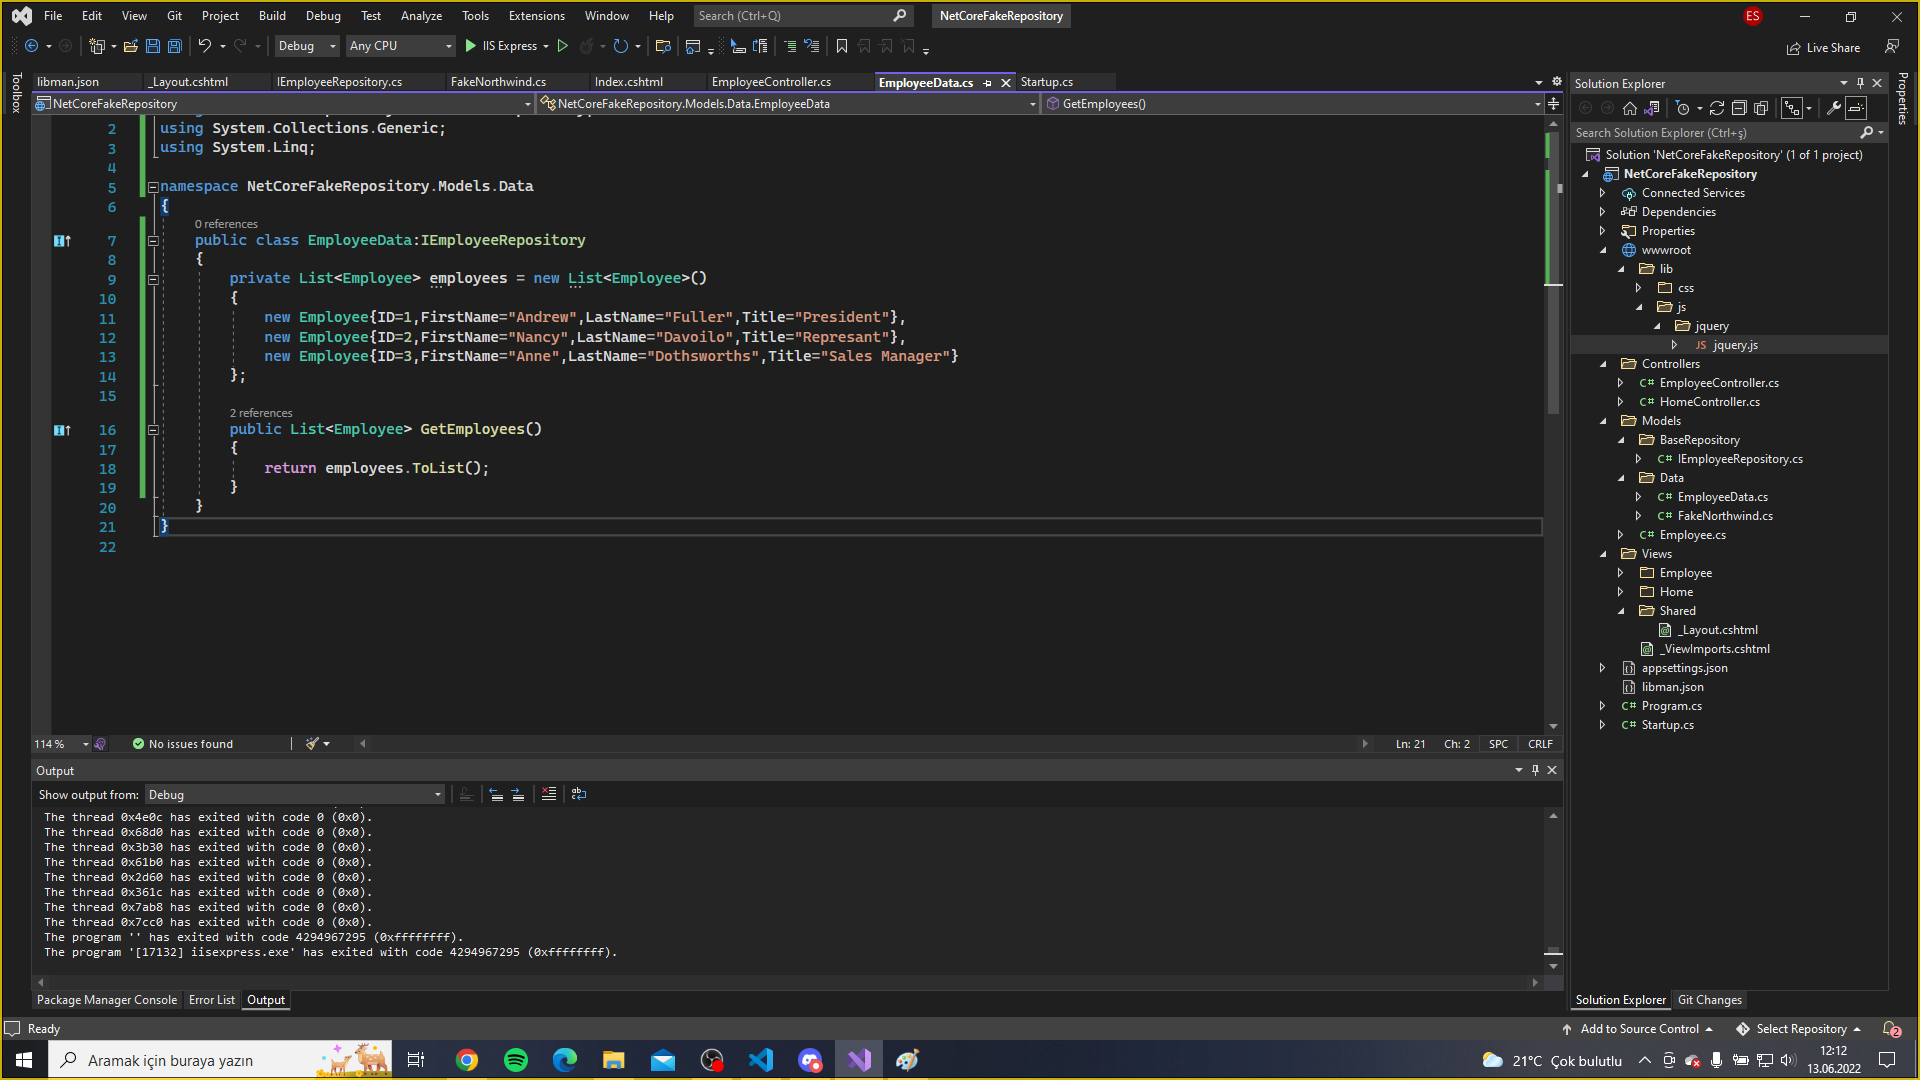 File Edit View Git Project Build Debug Test Analyze Tools Extensions Window Help Search (Ctrl+Q) NetCoreFakeRepository ES
Debug Any CPU IIS Express Live Share
Toolbox
libman.json _Layout.cshtml IEmployeeRepository.cs FakeNorthwind.cs Index.cshtml EmployeeController.cs EmployeeData.cs Startup.cs
NetCoreFakeRepository NetCoreFakeRepository.Models.Data.EmployeeData GetEmployees()
2 using System.Collections.Generic;
3 using System.Linq;
4
5 namespace NetCoreFakeRepository.Models.Data
6 {
0 references
7 public class EmployeeData:IEmployeeRepository
8 {
9 private List<Employee> employees = new List<Employee>()
10 {
11 new Employee{ID=1,FirstName="Andrew",LastName="Fuller",Title="President"},
12 new Employee{ID=2,FirstName="Nancy",LastName="Davoilo",Title="Represant"},
13 new Employee{ID=3,FirstName="Anne",LastName="Dothsworths",Title="Sales Manager"}
14 };
15
2 references
16 public List<Employee> GetEmployees()
17 {
18 return employees.ToList();
19 }
20 }
21 }
22
114 % No issues found Ln: 21 Ch: 2 SPC CRLF
Output
Show output from: Debug
The thread 0x4e0c has exited with code 0 (0x0).
The thread 0x68d0 has exited with code 0 (0x0).
The thread 0x3b30 has exited with code 0 (0x0).
The thread 0x61b0 has exited with code 0 (0x0).
The thread 0x2d60 has exited with code 0 (0x0).
The thread 0x361c has exited with code 0 (0x0).
The thread 0x7ab8 has exited with code 0 (0x0).
The thread 0x7cc0 has exited with code 0 (0x0).
The program '' has exited with code 4294967295 (0xffffffff).
The program '[17132] iisexpress.exe' has exited with code 4294967295 (0xffffffff).
Package Manager Console Error List Output
Solution Explorer
Search Solution Explorer (Ctrl+ş)
Solution 'NetCoreFakeRepository' (1 of 1 project)
NetCoreFakeRepository
Connected Services
Dependencies
Properties
wwwroot
lib
css
js
jquery
JS jquery.js
Controllers
C# EmployeeController.cs
C# HomeController.cs
Models
BaseRepository
C# IEmployeeRepository.cs
Data
C# EmployeeData.cs
C# FakeNorthwind.cs
C# Employee.cs
Views
Employee
Home
Shared
_Layout.cshtml
_ViewImports.cshtml
appsettings.json
libman.json
C# Program.cs
C# Startup.cs
Solution Explorer Git Changes
Properties
Ready Add to Source Control Select Repository 2
Aramak için buraya yazın 21°C Çok bulutlu 12:12
13.06.2022